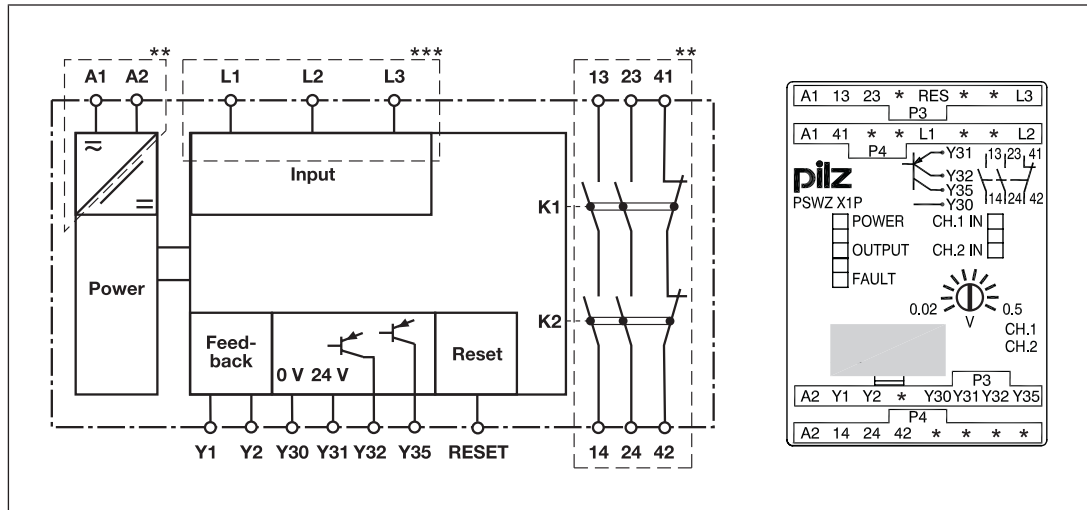 ** *** **
A1 A2 L1 L2 L3 13 23 41
Input
K1
Power
K2
Feed-
back
0 V 24 V
Reset
Y1 Y2 Y30 Y31 Y32 Y35 RESET 14 24 42
A1 13 23 * RES * * L3
P3
A1 41 * * L1 * * L2
P4
pilz
PSWZ X1P
Y31
Y32
Y35
Y30
13 23 41
14 24 42
POWER CH.1 IN
OUTPUT CH.2 IN
FAULT
0.02 0.5
V
CH.1
CH.2
P3
A2 Y1 Y2 * Y30 Y31 Y32 Y35
P4
A2 14 24 42 * * * *